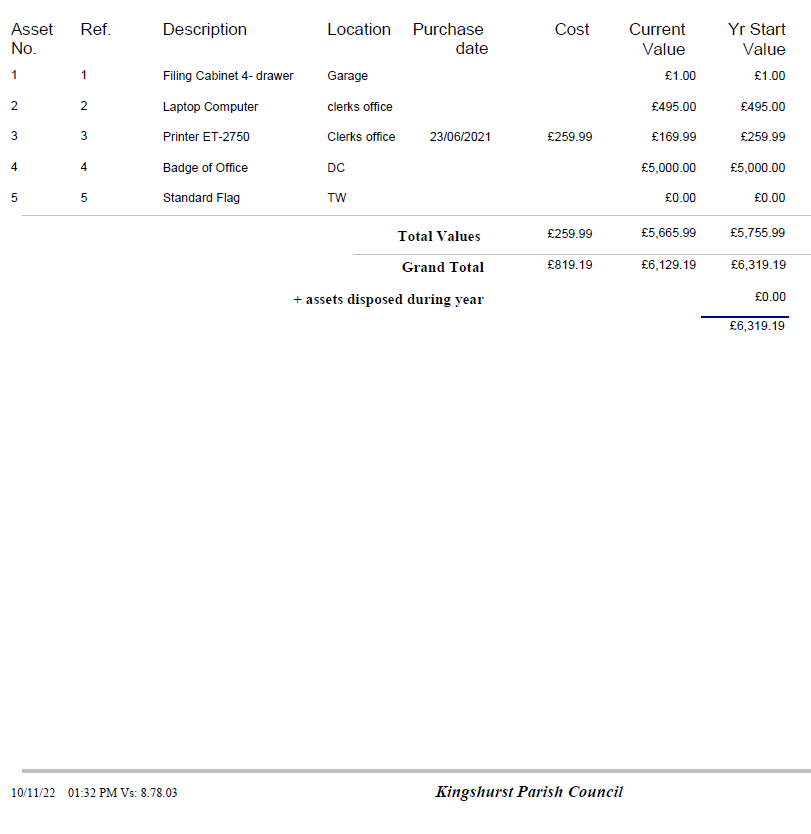 Asset Ref. Description Location Purchase Cost Current Yr Start
No. date Value Value
1 1 Filing Cabinet 4- drawer Garage £1.00 £1.00
2 2 Laptop Computer clerks office £495.00 £495.00
3 3 Printer ET-2750 Clerks office 23/06/2021 £259.99 £169.99 £259.99
4 4 Badge of Office DC £5,000.00 £5,000.00
5 5 Standard Flag TW £0.00 £0.00
Total Values £259.99 £5,665.99 £5,755.99
Grand Total £819.19 £6,129.19 £6,319.19
+ assets disposed during year £0.00
£6,319.19
10/11/22 01:32 PM Vs: 8.78.03 Kingshurst Parish Council